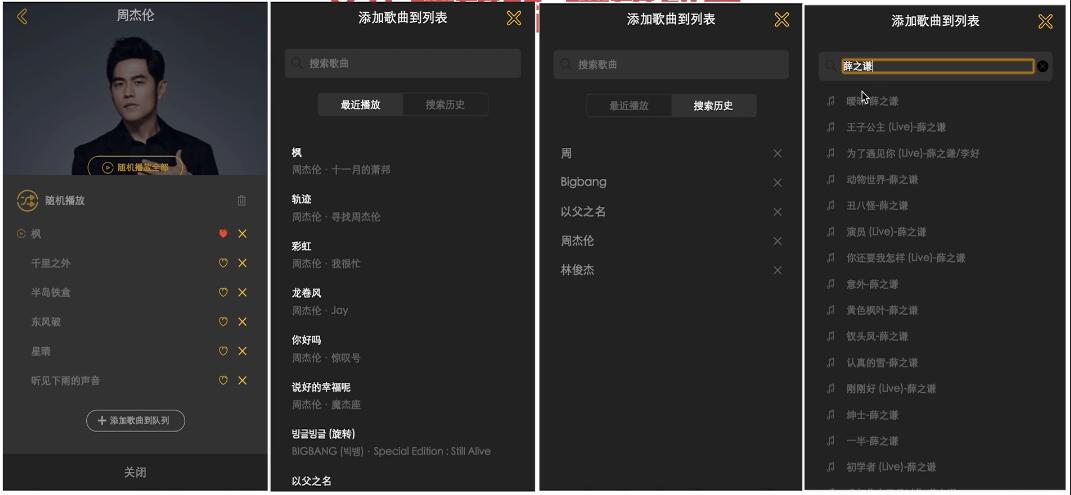 周杰伦
随机播放全部
随机播放
枫
千里之外
半岛铁盒
东风破
星晴
听见下雨的声音
添加歌曲到队列
关闭
添加歌曲到列表
搜索歌曲
最近播放 搜索历史
枫
周杰伦 · 十一月的萧邦
轨迹
周杰伦 · 寻找周杰伦
彩虹
周杰伦 · 我很忙
龙卷风
周杰伦 · Jay
你好吗
周杰伦 · 惊叹号
说好的幸福呢
周杰伦 · 魔杰座
빙글빙글 (旋转)
BIGBANG (빅뱅) · Special Edition : Still Alive
以父之名
添加歌曲到列表
搜索歌曲
最近播放 搜索历史
周
Bigbang
以父之名
周杰伦
林俊杰
添加歌曲到列表
薛之谦
暧昧-薛之谦
王子公主 (Live)-薛之谦
为了遇见你 (Live)-薛之谦/李好
动物世界-薛之谦
丑八怪-薛之谦
演员 (Live)-薛之谦
你还要我怎样 (Live)-薛之谦
意外-薛之谦
黄色枫叶-薛之谦
钗头凤-薛之谦
认真的雪-薛之谦
刚刚好 (Live)-薛之谦
绅士-薛之谦
一半-薛之谦
初学者 (Live)-薛之谦